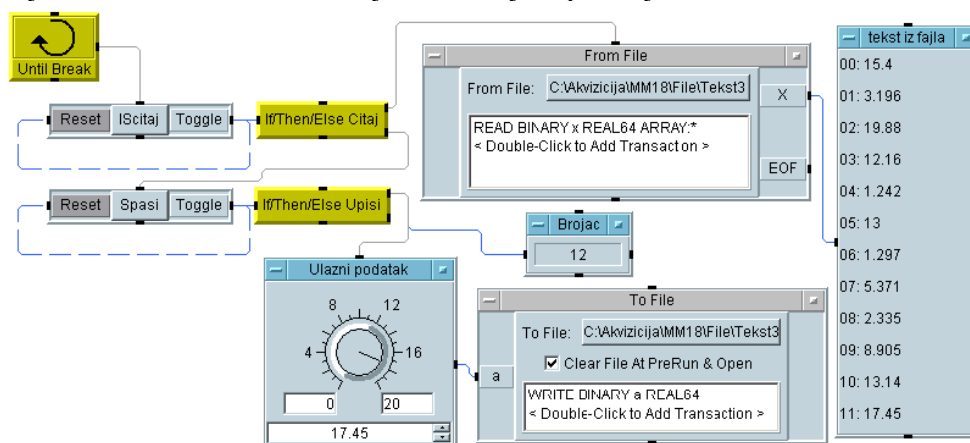 Until Break
Reset IScitaj Toggle
If/Then/Else Citaj
Reset Spasi Toggle
If/Then/Else Upisi
From File
From File: C:\Akvizicija\MM18\File\Tekst3
READ BINARY x REAL64 ARRAY:*
< Double-Click to Add Transaction >
X
EOF
Brojac
12
Ulazni podatak
8 12
4 16
0 20
17.45
To File
To File: C:\Akvizicija\MM18\File\Tekst3
Clear File At PreRun & Open
a
WRITE BINARY a REAL64
< Double-Click to Add Transaction >
tekst iz fajla
00: 15.4
01: 3.196
02: 19.88
03: 12.16
04: 1.242
05: 13
06: 1.297
07: 5.371
08: 2.335
09: 8.905
10: 13.14
11: 17.45